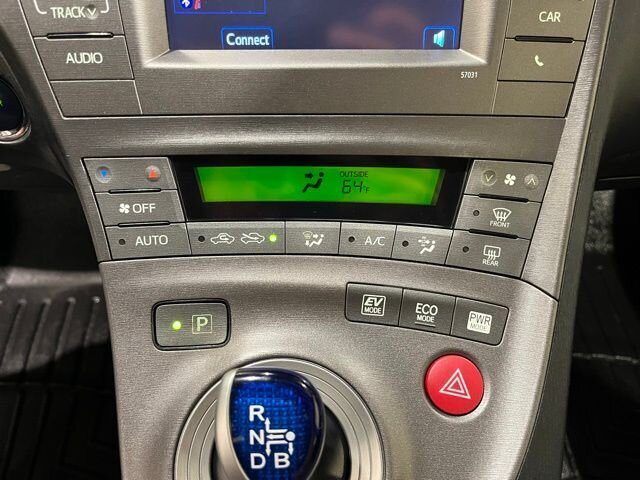 TRACK
CAR
AUDIO
Connect
57031
OUTSIDE
64°F
OFF
FRONT
AUTO
A/C
REAR
P
EV MODE
ECO MODE
PWR MODE
R
N
D B